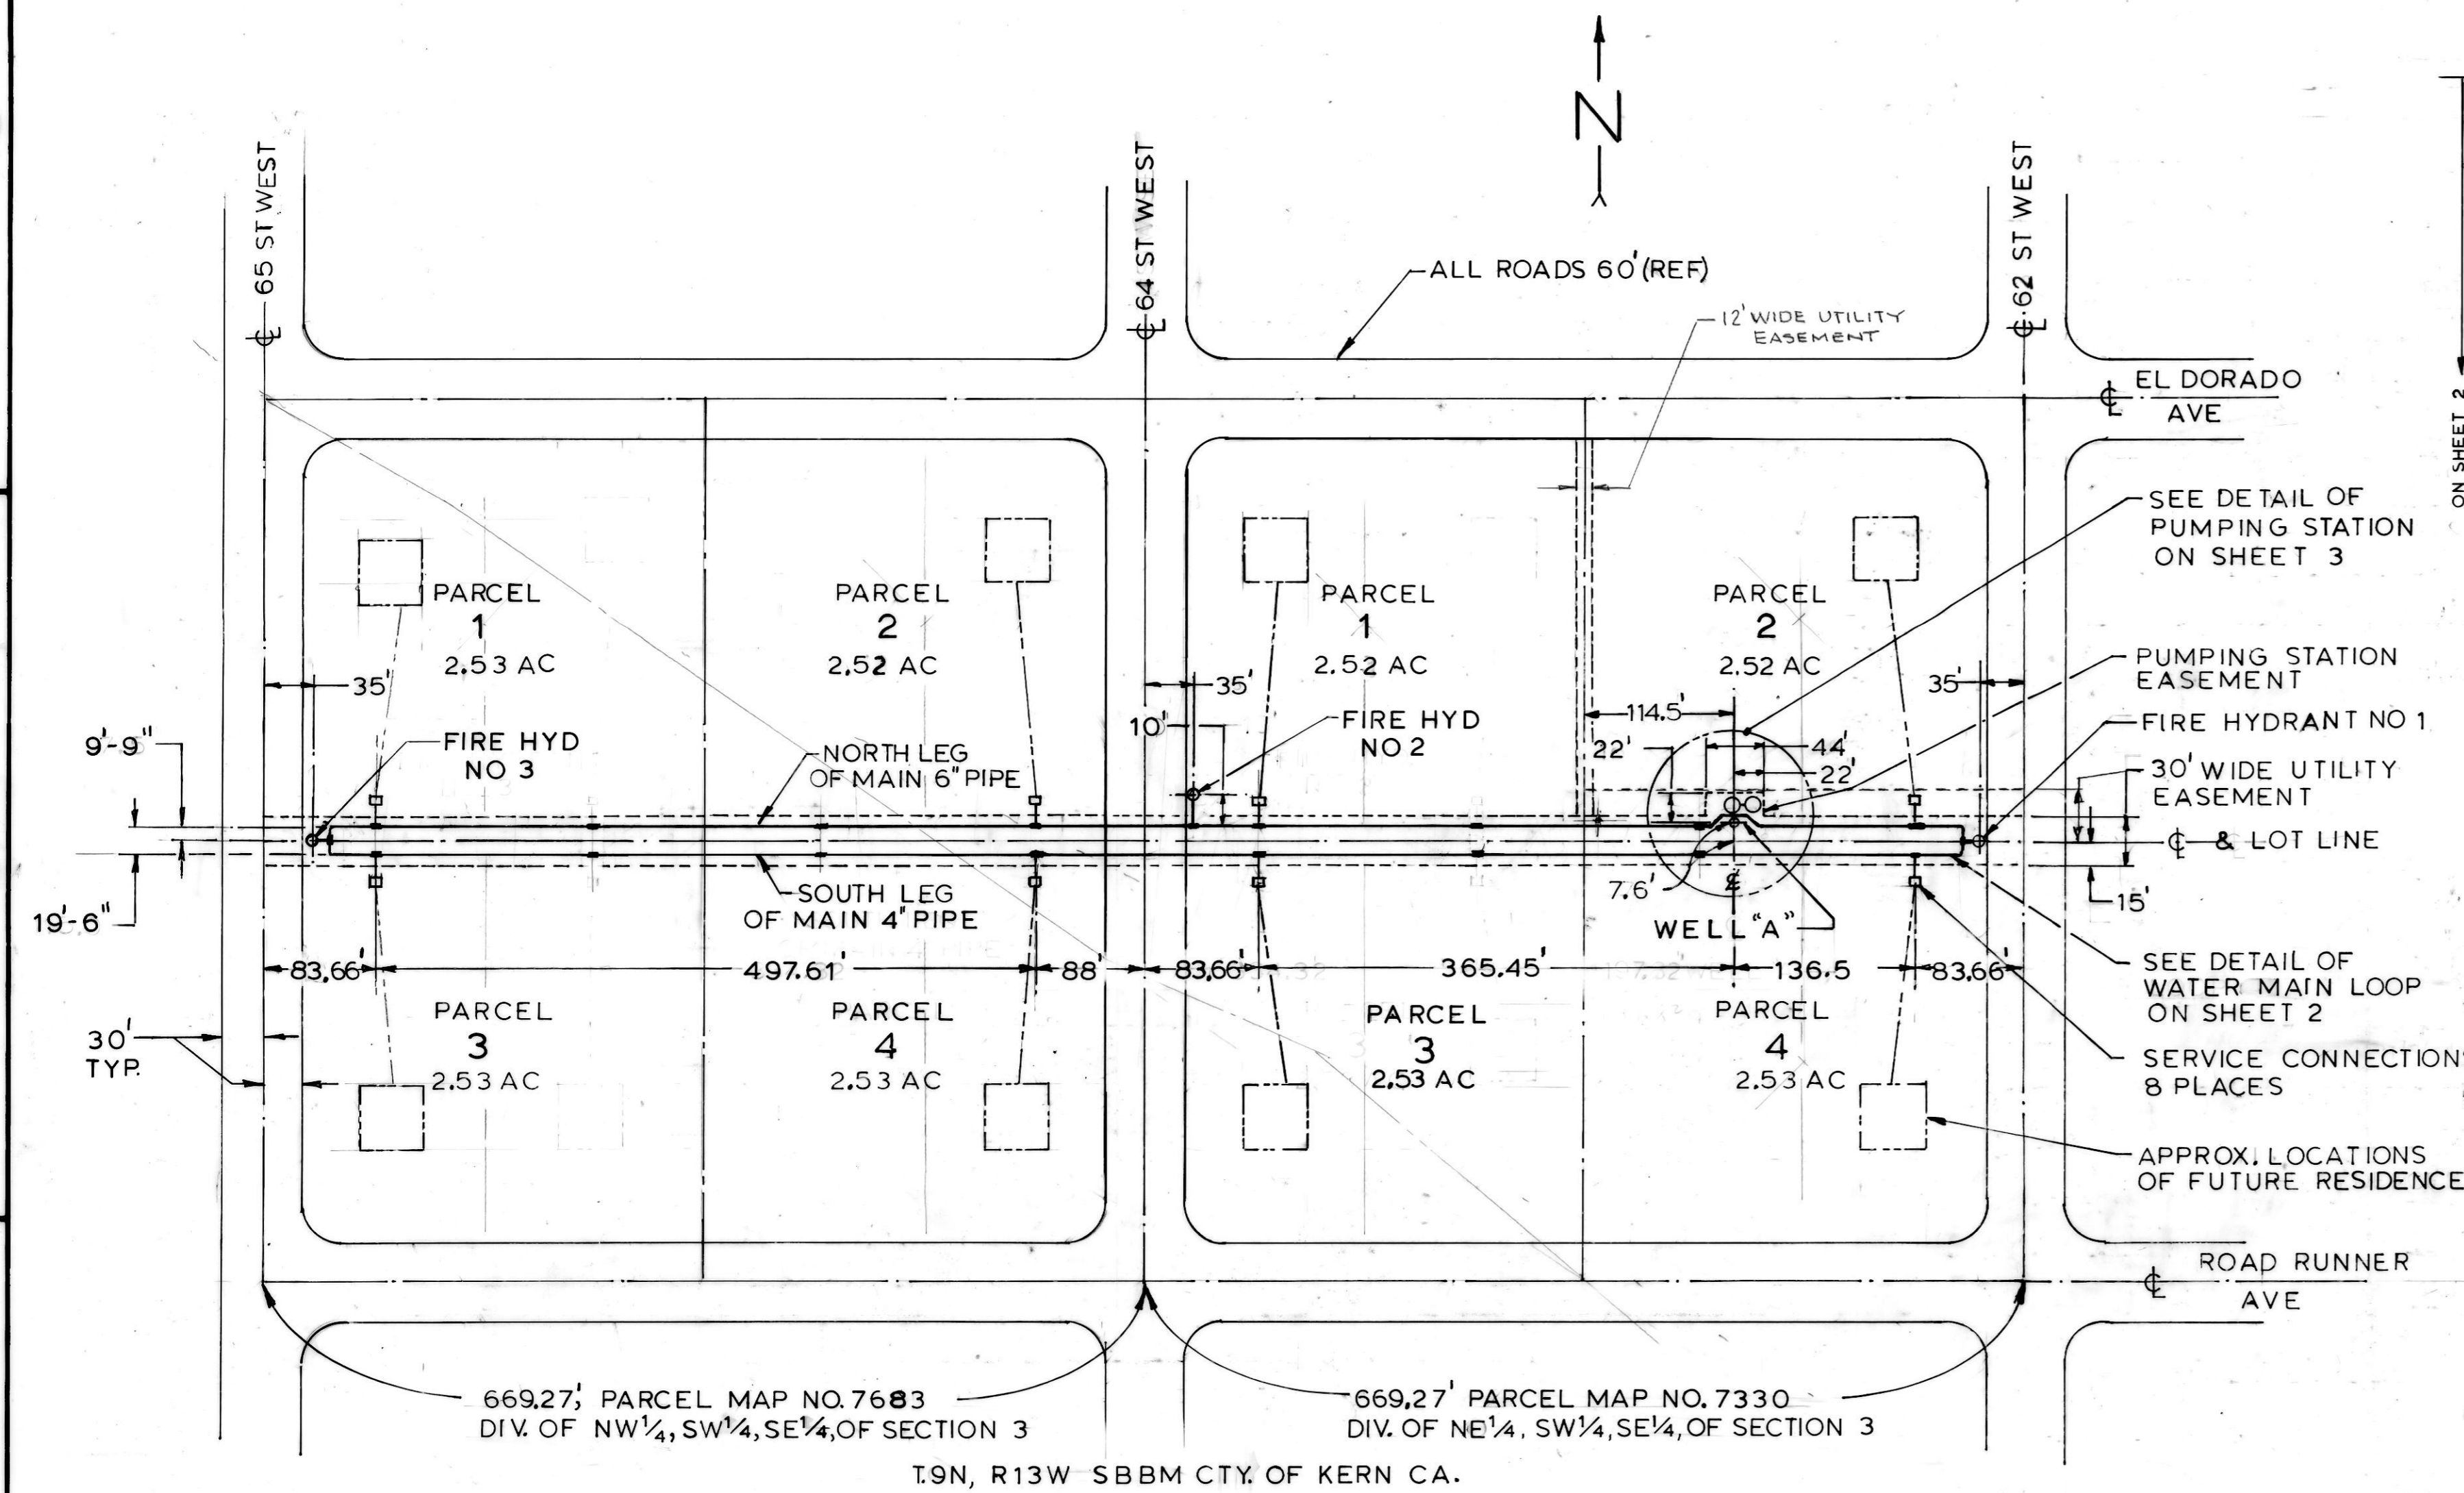 N
65 ST WEST
64 ST WEST
62 ST WEST
ALL ROADS 60' (REF)
12' WIDE UTILITY
EASEMENT
EL DORADO
AVE
ON SHEET 2
SEE DETAIL OF
PUMPING STATION
ON SHEET 3
PARCEL
1
2.53 AC
PARCEL
2
2.52 AC
PARCEL
1
2.52 AC
PARCEL
2
2.52 AC
PUMPING STATION
EASEMENT
35'
35'
35'
114.5'
10'
FIRE HYDRANT NO 1
9'-9"
FIRE HYD
NO 3
NORTH LEG
OF MAIN 6" PIPE
FIRE HYD
NO 2
22'
44'
22'
30' WIDE UTILITY
EASEMENT
℄ & LOT LINE
19'-6"
SOUTH LEG
OF MAIN 4" PIPE
7.6'
℄
WELL "A"
15'
83.66'
497.61'
88'
83.66'
365.45'
136.5
83.66'
SEE DETAIL OF
WATER MAIN LOOP
ON SHEET 2
30'
TYP.
PARCEL
3
2.53 AC
PARCEL
4
2.53 AC
PARCEL
3
2.53 AC
PARCEL
4
2.53 AC
SERVICE CONNECTION
8 PLACES
APPROX. LOCATIONS
OF FUTURE RESIDENCE
℄ ROAD RUNNER
AVE
669.27', PARCEL MAP NO. 7683
DIV. OF NW¼, SW¼, SE¼, OF SECTION 3
669.27' PARCEL MAP NO. 7330
DIV. OF NE¼, SW¼, SE¼, OF SECTION 3
T.9N, R13W SBBM CTY. OF KERN CA.